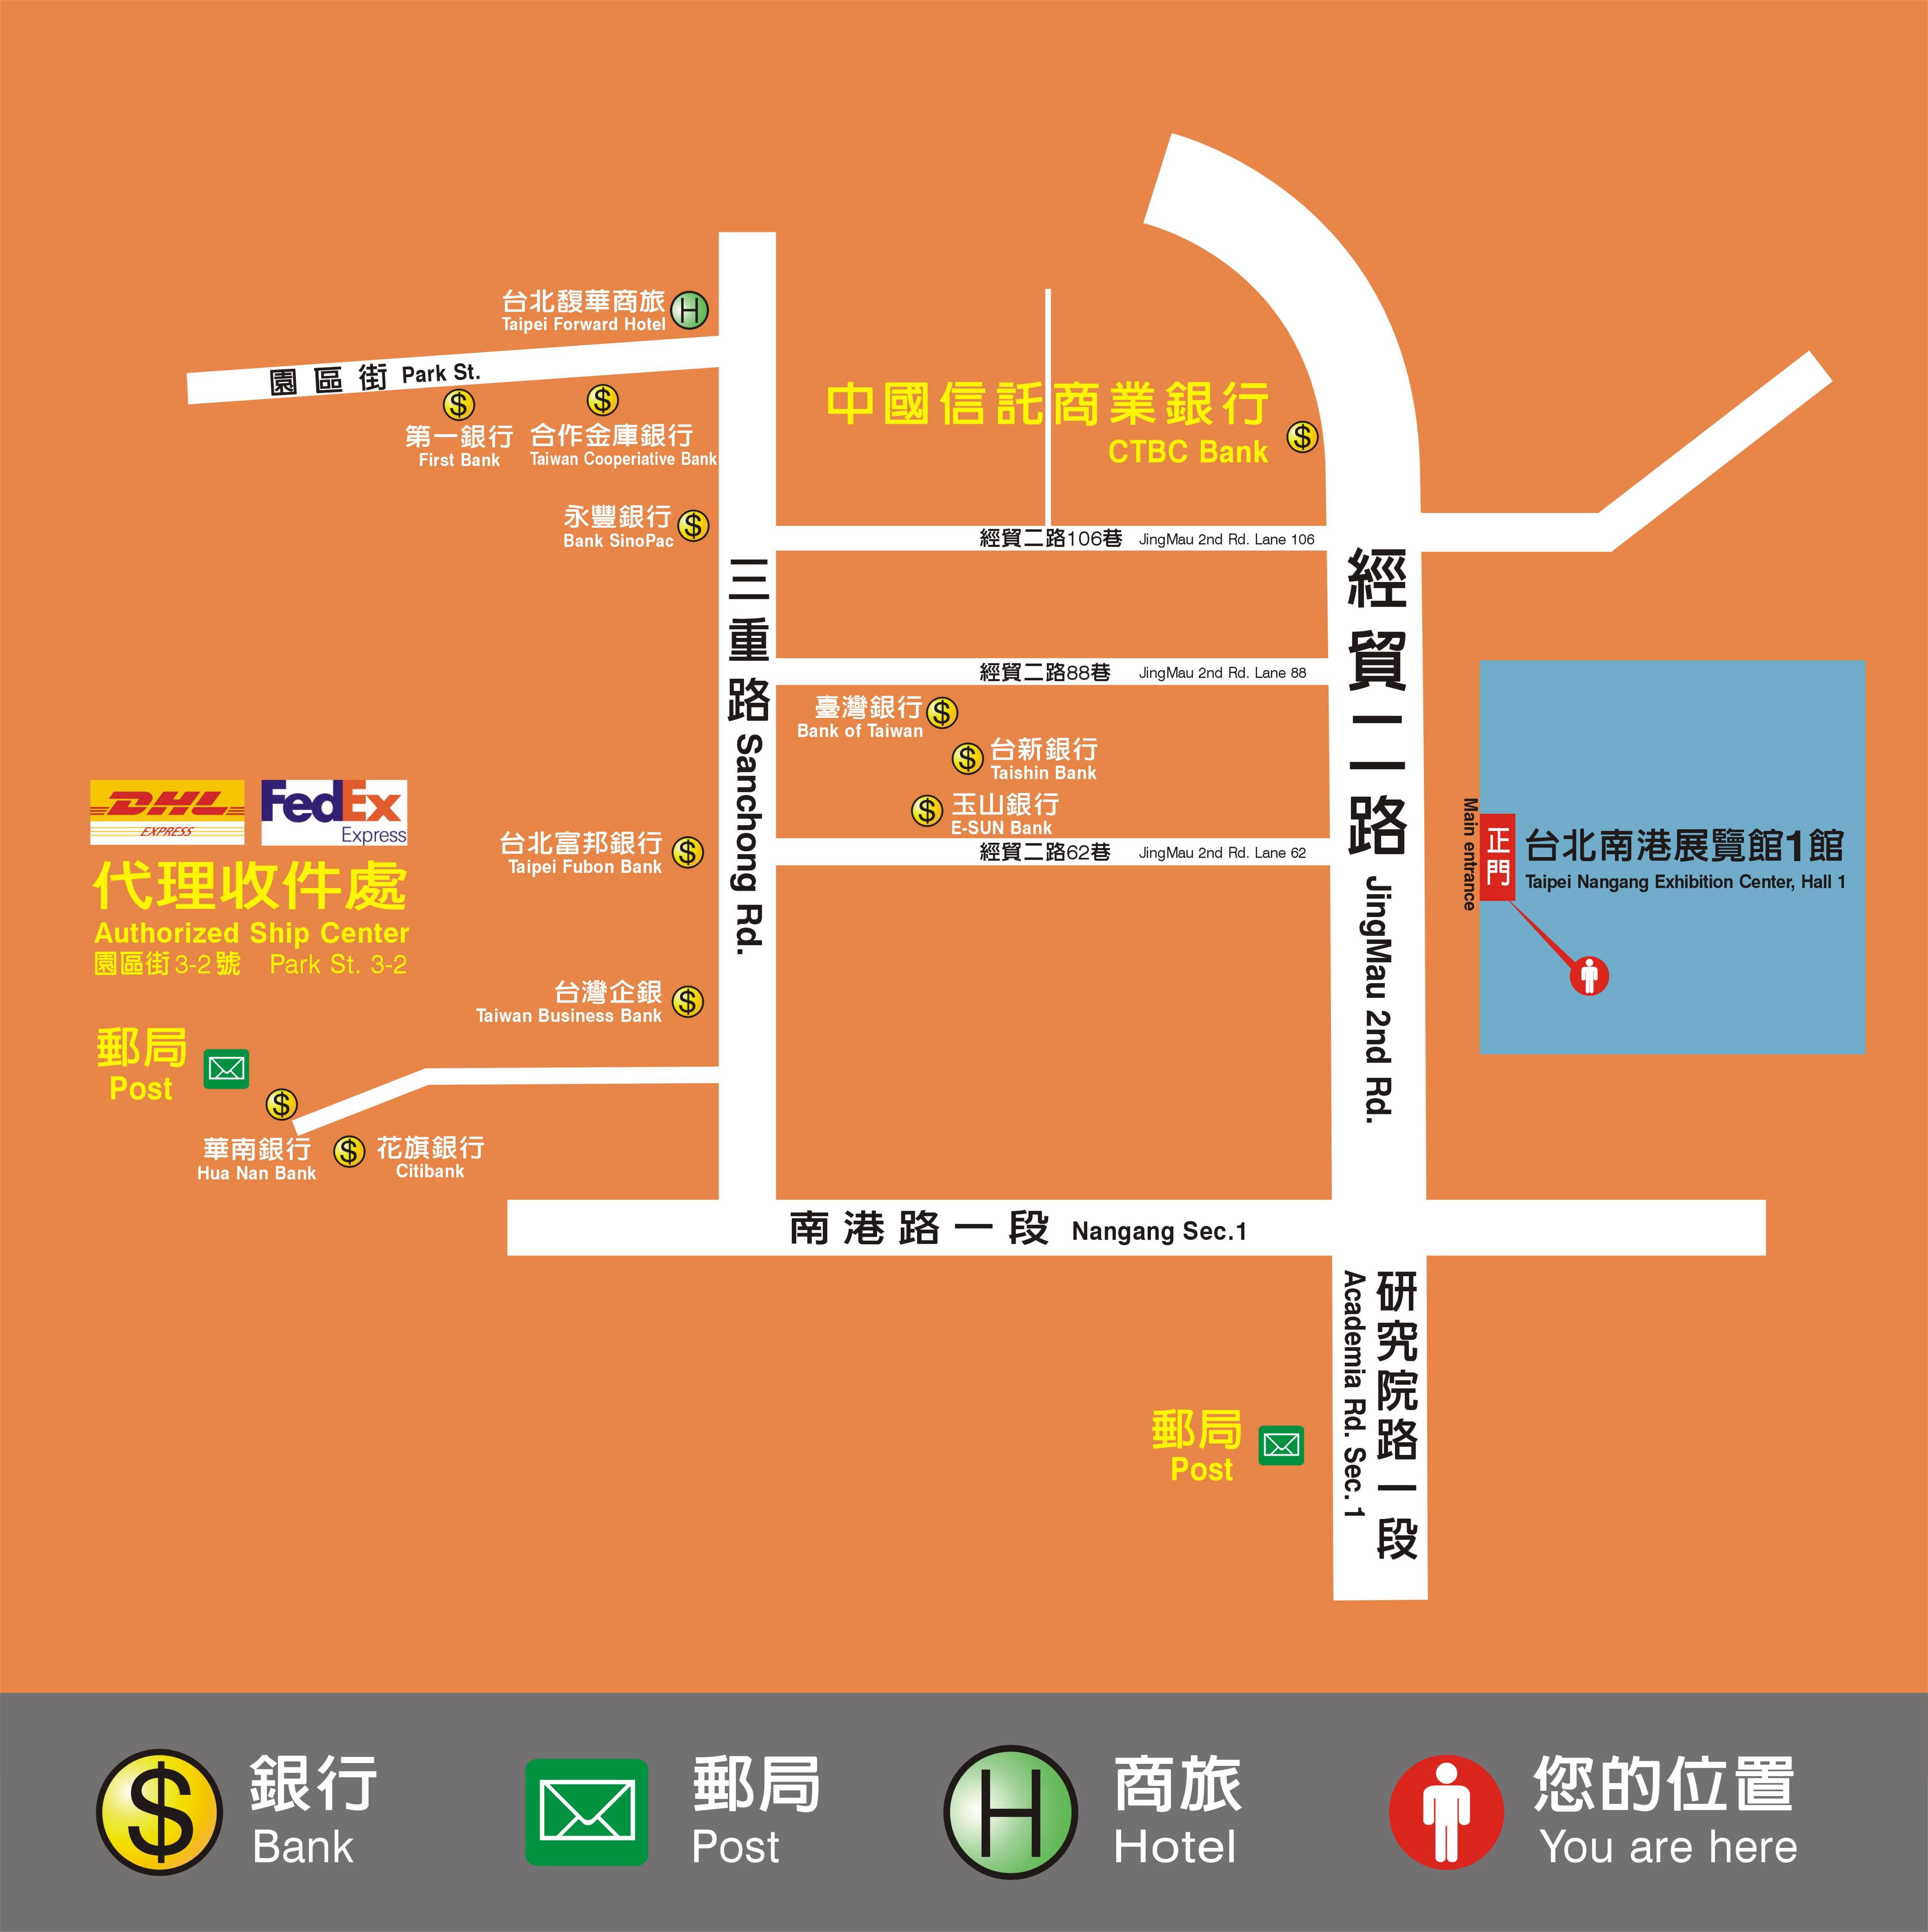 台北馥華商旅
Taipei Forward Hotel
H
園區街 Park St.
$
$
第一銀行
First Bank
合作金庫銀行
Taiwan Cooperiative Bank
中國信託商業銀行
CTBC Bank
$
永豐銀行
Bank SinoPac
$
經貿二路106巷 JingMau 2nd Rd. Lane 106
三重路 Sanchong Rd.
經貿二路 JingMau 2nd Rd.
經貿二路88巷 JingMau 2nd Rd. Lane 88
臺灣銀行
Bank of Taiwan
$
$
台新銀行
Taishin Bank
$
玉山銀行
E-SUN Bank
經貿二路62巷 JingMau 2nd Rd. Lane 62
Main entrance
正門
台北南港展覽館1館
Taipei Nangang Exhibition Center, Hall 1
DHL
EXPRESS
FedEx
Express
代理收件處
Authorized Ship Center
園區街3-2號 Park St. 3-2
台北富邦銀行
Taipei Fubon Bank
$
台灣企銀
Taiwan Business Bank
$
郵局
Post
$
華南銀行
Hua Nan Bank
$
花旗銀行
Citibank
南港路一段 Nangang Sec.1
研究院路一段
Academia Rd. Sec. 1
郵局
Post
$
銀行
Bank
郵局
Post
H
商旅
Hotel
您的位置
You are here